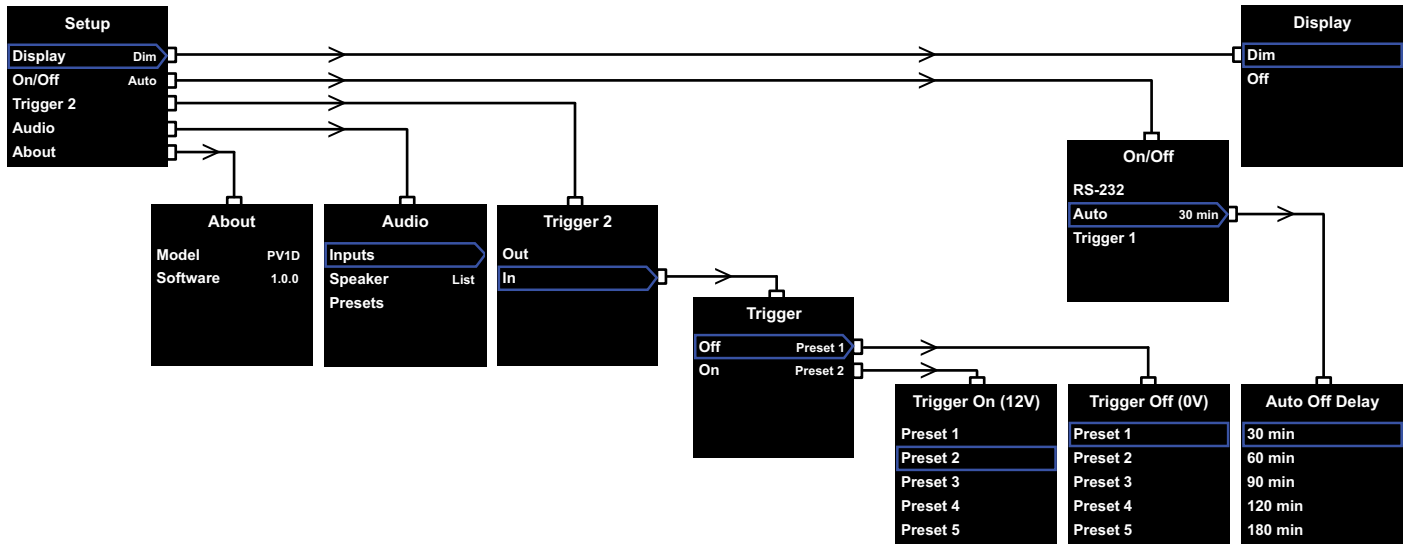 Setup
Display Dim
On/Off Auto
Trigger 2
Audio
About
Display
Dim
Off
On/Off
RS-232
Auto 30 min
Trigger 1
About
Model PV1D
Software 1.0.0
Audio
Inputs
Speaker List
Presets
Trigger 2
Out
In
Trigger
Off Preset 1
On Preset 2
Trigger On (12V)
Preset 1
Preset 2
Preset 3
Preset 4
Preset 5
Trigger Off (0V)
Preset 1
Preset 2
Preset 3
Preset 4
Preset 5
Auto Off Delay
30 min
60 min
90 min
120 min
180 min